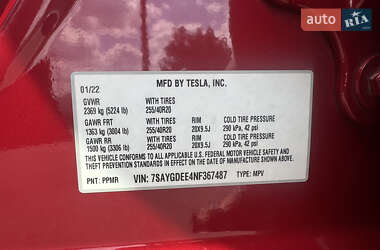 auto RIA .com
MFD BY TESLA, INC.
01/22
GVWR WITH TIRES
2369 kg (5224 lb) 255/40R20
GAWR FRT WITH TIRES RIM COLD TIRE PRESSURE
1363 kg (3004 lb) 255/40R20 20X9.5J 290 kPa, 42 psi
GAWR RR WITH TIRES RIM COLD TIRE PRESSURE
1500 kg (3306 lb) 255/40R20 20X9.5J 290 kPa, 42 psi
THIS VEHICLE CONFORMS TO ALL APPLICABLE FEDERAL MOTOR VEHICLE
SAFETY, BUMPER, AND THEFT PREVENTION STANDARDS IN
EFFECT ON THE DATE OF MANUFACTURE SHOWN ABOVE.
PNT: PPMR VIN: 7SAYGDEE4NF367487 TYPE: MPV